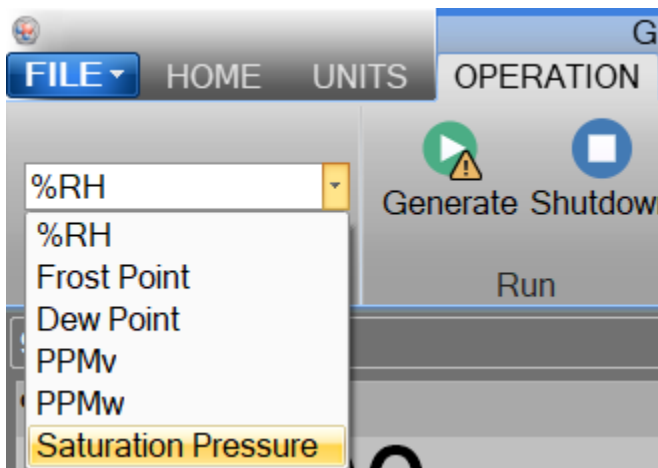 G
FILE HOME UNITS OPERATION
%RH
Generate Shutdow
%RH
Frost Point
Run
Dew Point
PPMv
PPMw
Saturation Pressure